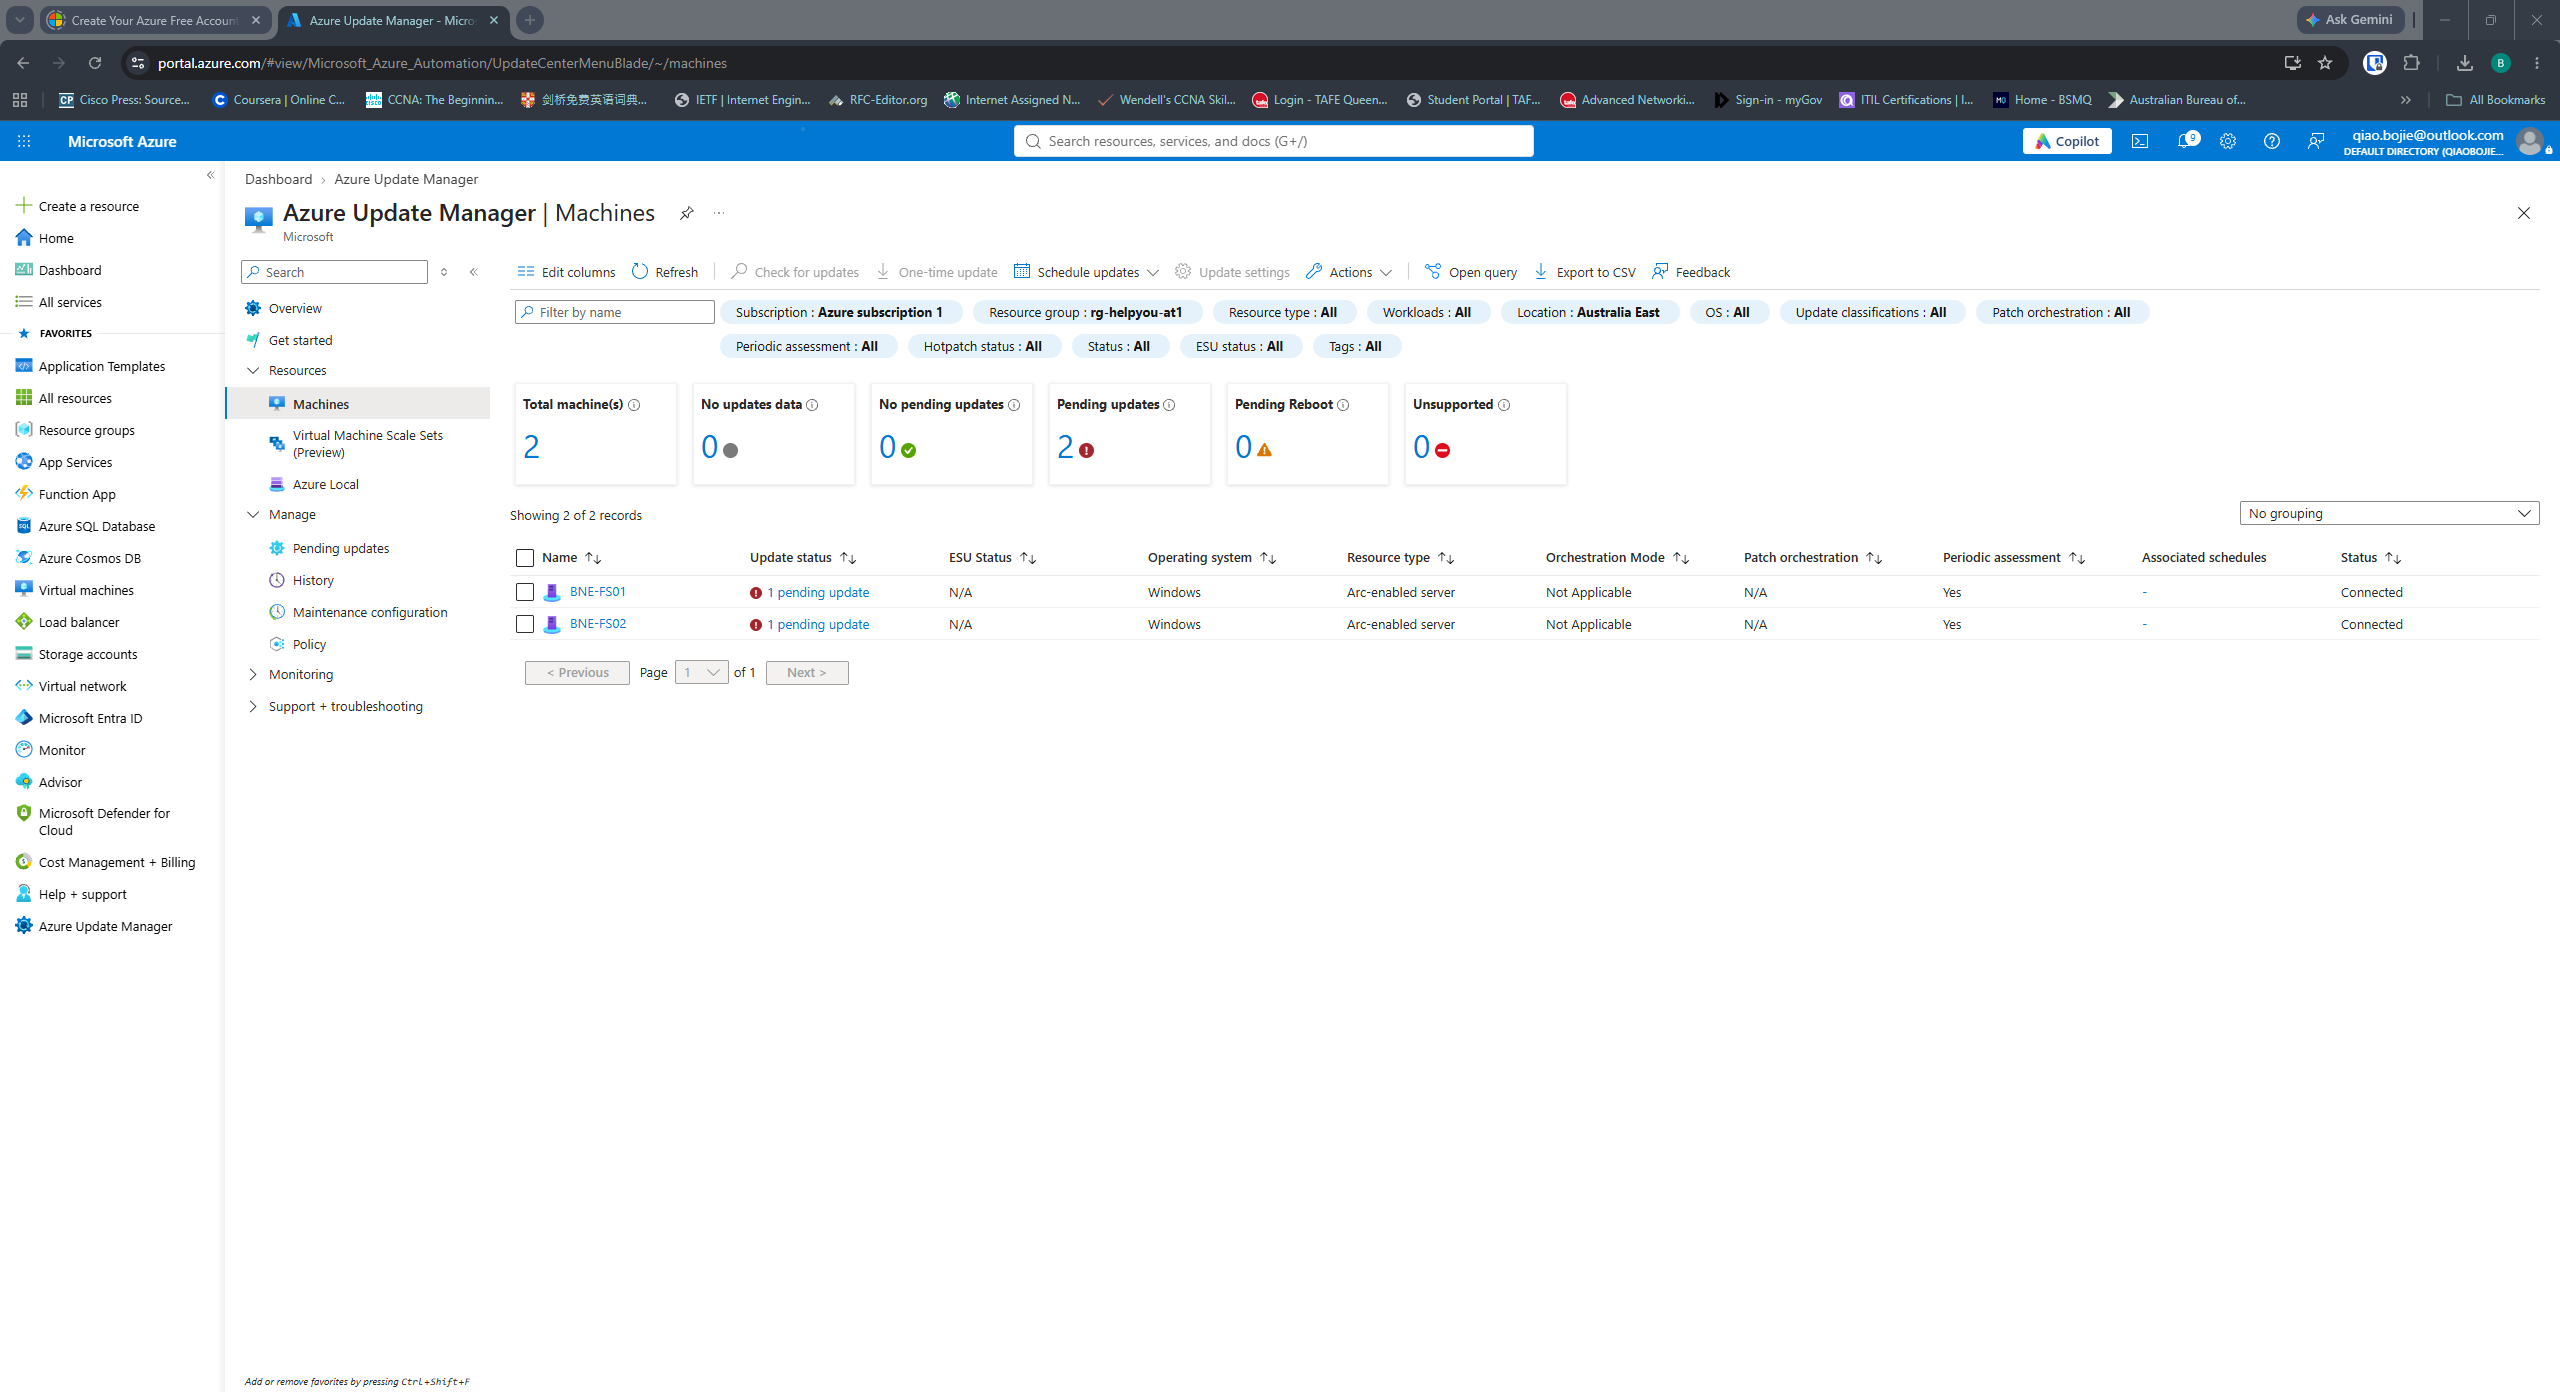 Create Your Azure Free Account
Azure Update Manager - Micro
Ask Gemini
portal.azure.com/#view/Microsoft_Azure_Automation/UpdateCenterMenuBlade/~/machines
B
Cisco Press: Source...
Coursera | Online C...
CCNA: The Beginnin...
剑桥免费英语词典...
IETF | Internet Engin...
RFC-Editor.org
Internet Assigned N...
Wendell's CCNA Skil...
Login - TAFE Queen...
Student Portal | TAF...
Advanced Networki...
Sign-in - myGov
ITIL Certifications | I...
Home - BSMQ
Australian Bureau of...
All Bookmarks
Microsoft Azure
Search resources, services, and docs (G+/)
Copilot
9
qiao.bojie@outlook.com
DEFAULT DIRECTORY (QIAOBOJIE...
Create a resource
Home
Dashboard
All services
FAVORITES
Application Templates
All resources
Resource groups
App Services
Function App
Azure SQL Database
Azure Cosmos DB
Virtual machines
Load balancer
Storage accounts
Virtual network
Microsoft Entra ID
Monitor
Advisor
Microsoft Defender for
Cloud
Cost Management + Billing
Help + support
Azure Update Manager
Dashboard > Azure Update Manager
Azure Update Manager | Machines
Microsoft
Search
Overview
Get started
Resources
Machines
Virtual Machine Scale Sets
(Preview)
Azure Local
Manage
Pending updates
History
Maintenance configuration
Policy
Monitoring
Support + troubleshooting
Add or remove favorites by pressing Ctrl+Shift+F
Edit columns
Refresh
Check for updates
One-time update
Schedule updates
Update settings
Actions
Open query
Export to CSV
Feedback
Filter by name
Subscription : Azure subscription 1
Resource group : rg-helpyou-at1
Resource type : All
Workloads : All
Location : Australia East
OS : All
Update classifications : All
Patch orchestration : All
Periodic assessment : All
Hotpatch status : All
Status : All
ESU status : All
Tags : All
Total machine(s)
2
No updates data
0
No pending updates
0
Pending updates
2
Pending Reboot
0
Unsupported
0
Showing 2 of 2 records
No grouping
Name Update status ESU Status Operating system Resource type Orchestration Mode Patch orchestration Periodic assessment Associated schedules Status
BNE-FS01 1 pending update N/A Windows Arc-enabled server Not Applicable N/A Yes - Connected
BNE-FS02 1 pending update N/A Windows Arc-enabled server Not Applicable N/A Yes - Connected
< Previous Page 1 of 1 Next >